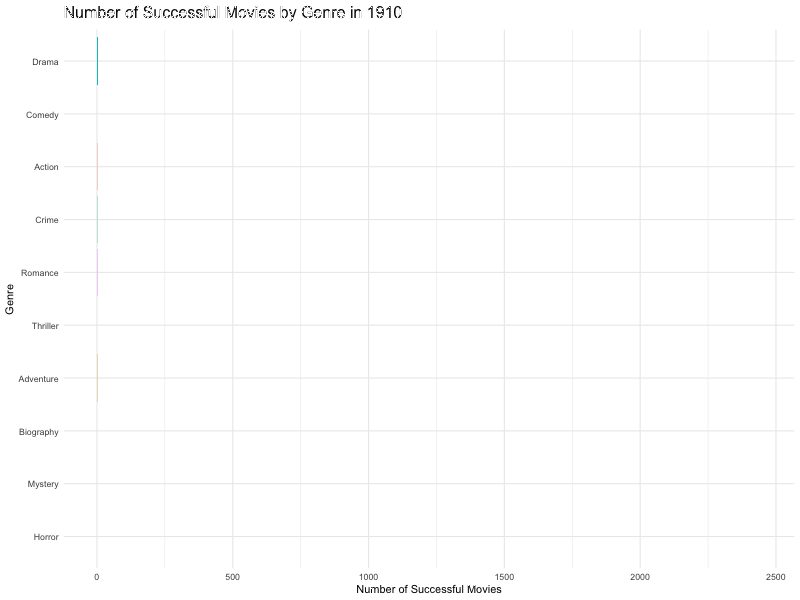 Number of Successful Movies by Genre in 1910
Drama
Comedy
Action
Crime
Romance
Thriller
Adventure
Biography
Mystery
Horror
Genre
0 500 1000 1500 2000 2500
Number of Successful Movies